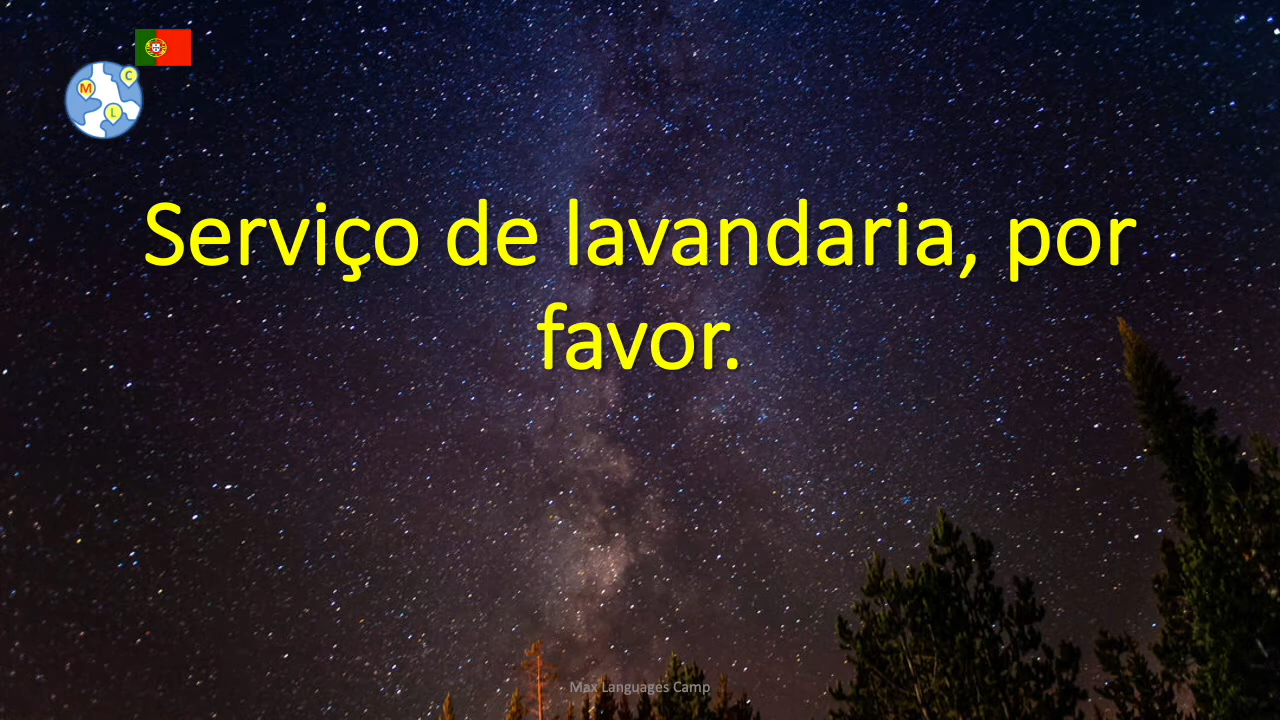 M
C
L
Serviço de lavandaria, por
favor.
Max Languages Camp